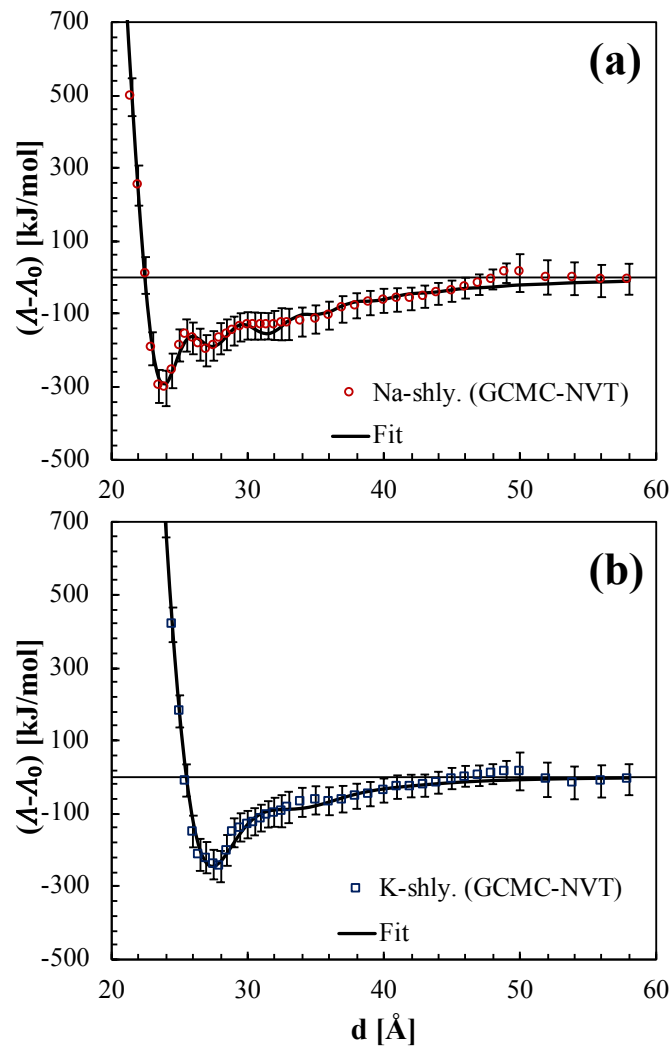 700
500
300
100
-100
-300
-500
(Λ-Λ0) [kJ/mol]
(a)
Na-shly. (GCMC-NVT)
Fit
20 30 40 50 60
700
500
300
100
-100
-300
-500
(Λ-Λ0) [kJ/mol]
(b)
K-shly. (GCMC-NVT)
Fit
20 30 40 50 60
d [Å]